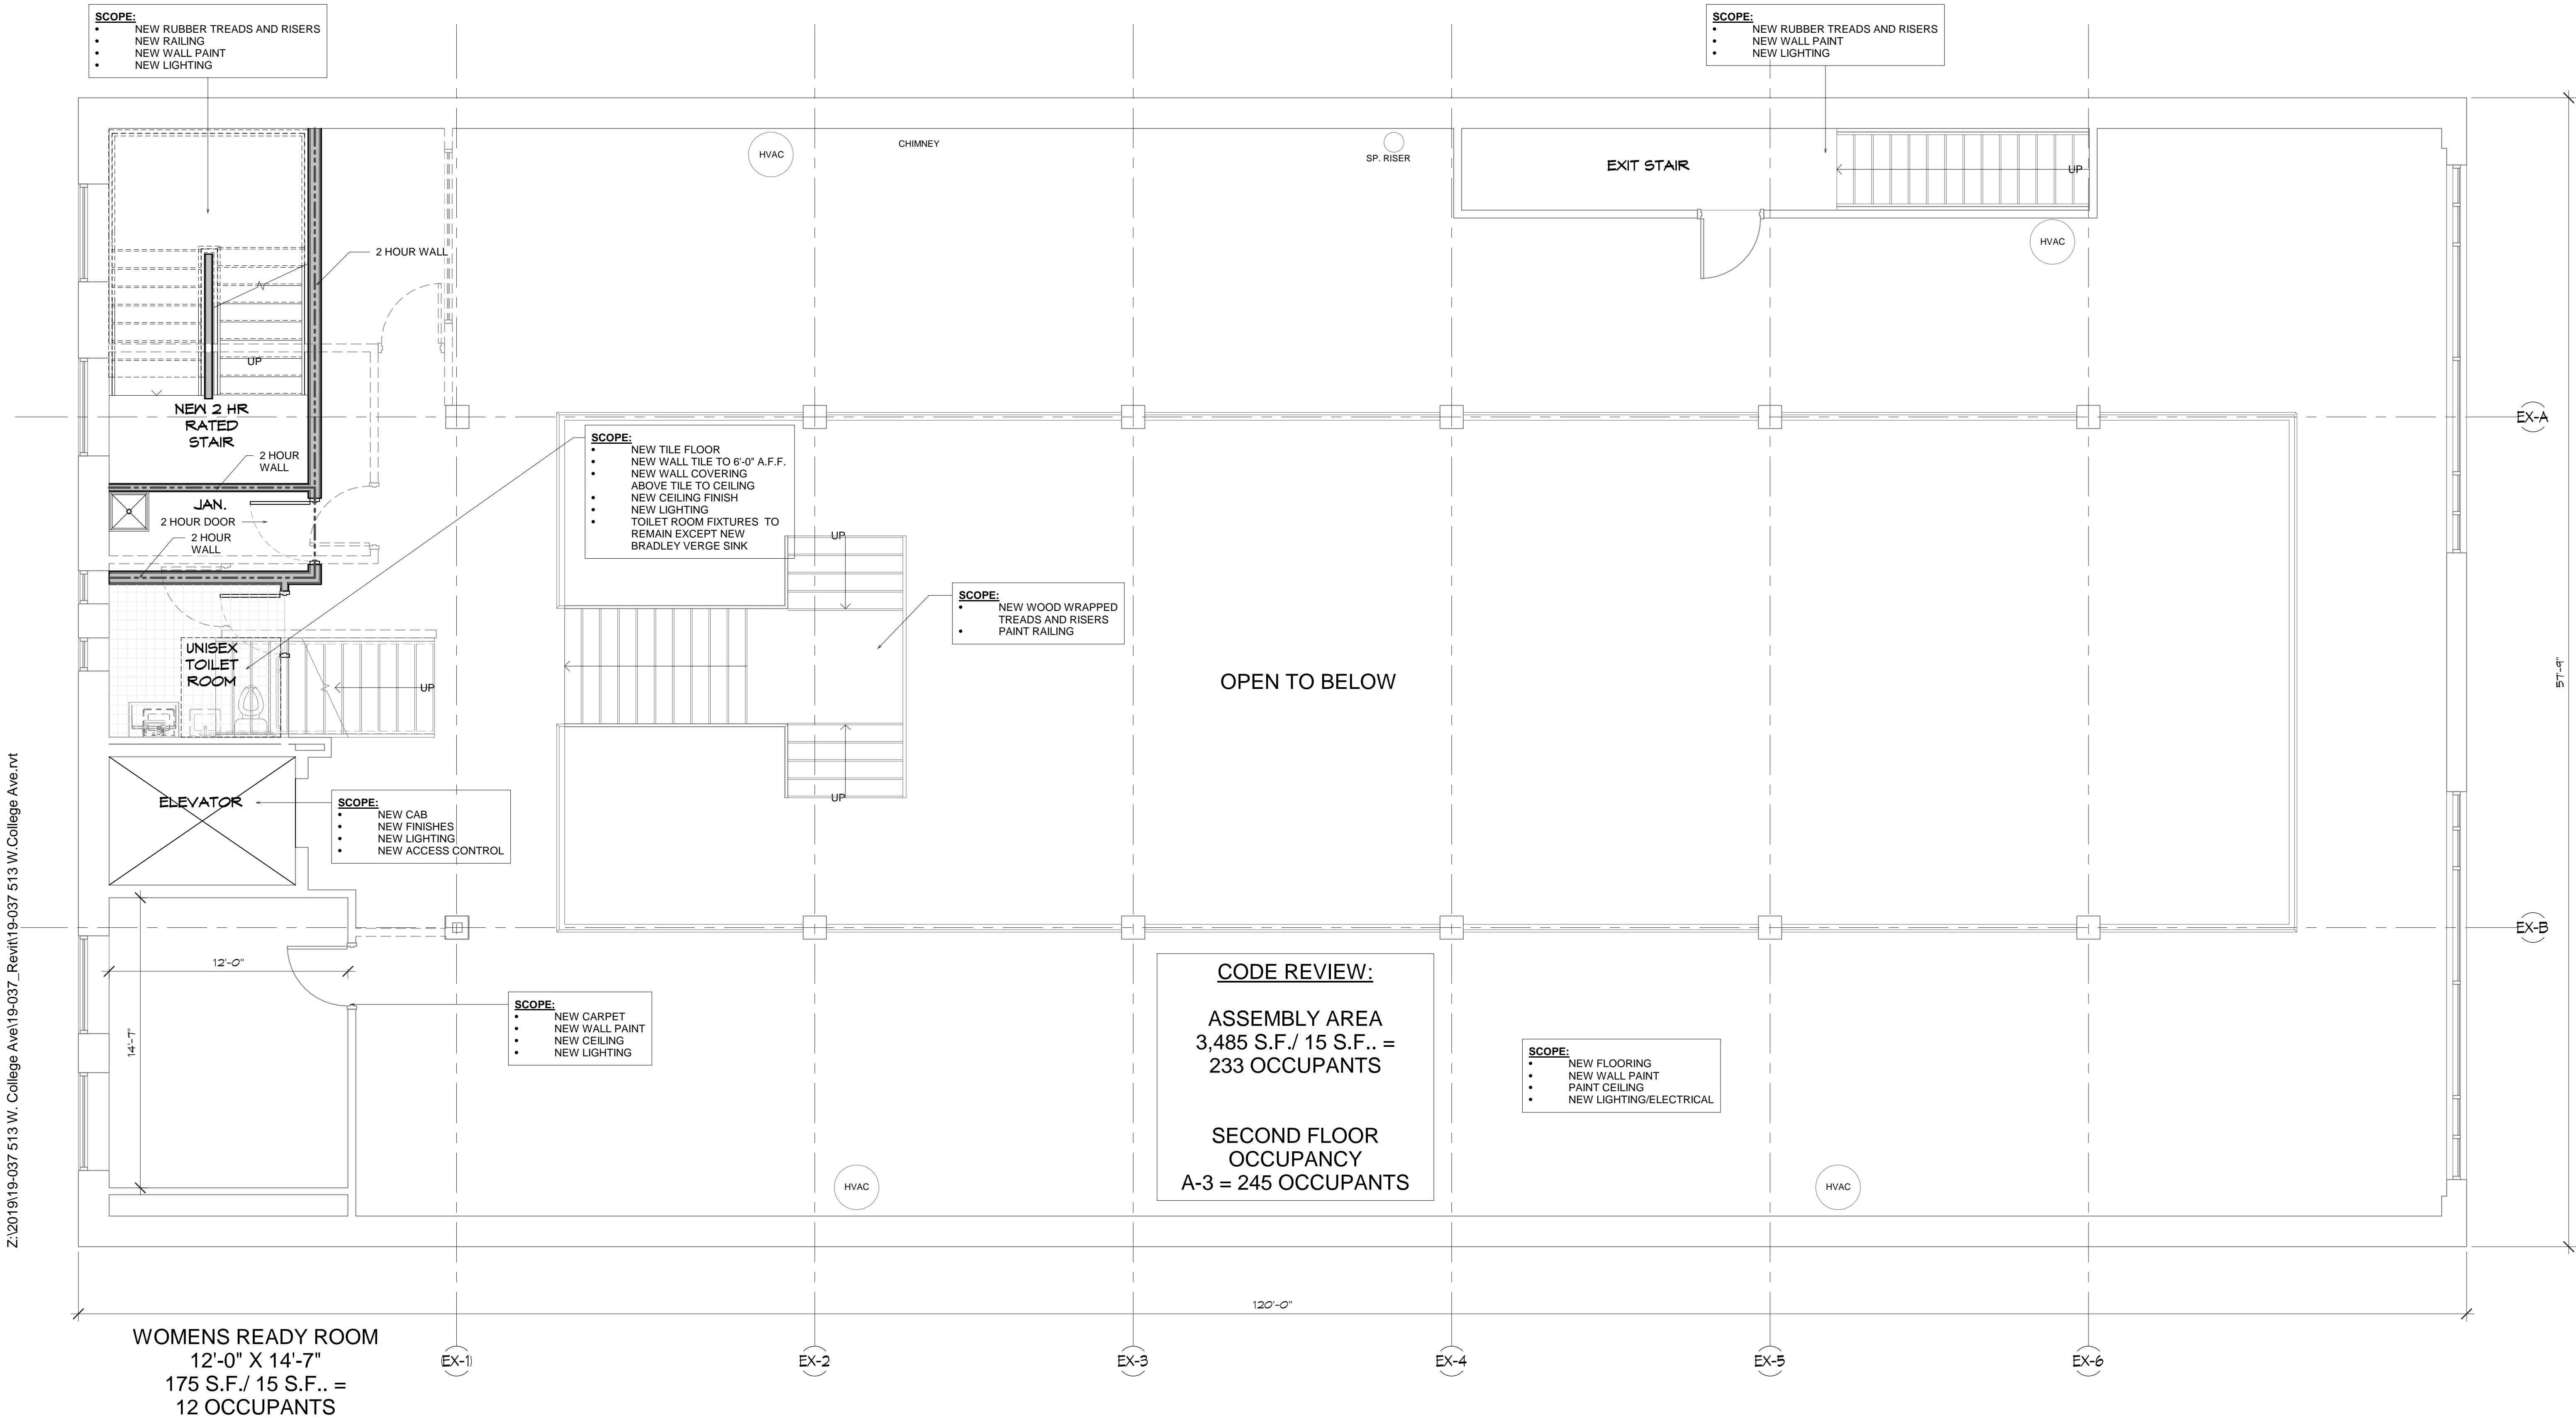 SCOPE:
• NEW RUBBER TREADS AND RISERS
• NEW RAILING
• NEW WALL PAINT
• NEW LIGHTING
SCOPE:
• NEW RUBBER TREADS AND RISERS
• NEW WALL PAINT
• NEW LIGHTING
HVAC
CHIMNEY
SP. RISER
EXIT STAIR
UP
HVAC
2 HOUR WALL
UP
NEW 2 HR
RATED
STAIR
2 HOUR
WALL
JAN.
2 HOUR DOOR
2 HOUR
WALL
EX-A
SCOPE:
• NEW TILE FLOOR
• NEW WALL TILE TO 6'-0" A.F.F.
• NEW WALL COVERING
ABOVE TILE TO CEILING
• NEW CEILING FINISH
• NEW LIGHTING
• TOILET ROOM FIXTURES TO
REMAIN EXCEPT NEW
BRADLEY VERGE SINK
UP
SCOPE:
• NEW WOOD WRAPPED
TREADS AND RISERS
• PAINT RAILING
UNISEX
TOILET
ROOM
UP
OPEN TO BELOW
57'-9"
UP
ELEVATOR
SCOPE:
• NEW CAB
• NEW FINISHES
• NEW LIGHTING
• NEW ACCESS CONTROL
EX-B
12'-0"
14'-7"
SCOPE:
• NEW CARPET
• NEW WALL PAINT
• NEW CEILING
• NEW LIGHTING
CODE REVIEW:
ASSEMBLY AREA
3,485 S.F./ 15 S.F.. =
233 OCCUPANTS
SECOND FLOOR
OCCUPANCY
A-3 = 245 OCCUPANTS
SCOPE:
• NEW FLOORING
• NEW WALL PAINT
• PAINT CEILING
• NEW LIGHTING/ELECTRICAL
HVAC
HVAC
Z:\2019\19-037 513 W. College Ave\19-037_Revit\19-037 513 W.College Ave.rvt
120'-0"
WOMENS READY ROOM
12'-0" X 14'-7"
175 S.F./ 15 S.F.. =
12 OCCUPANTS
EX-1
EX-2
EX-3
EX-4
EX-5
EX-6